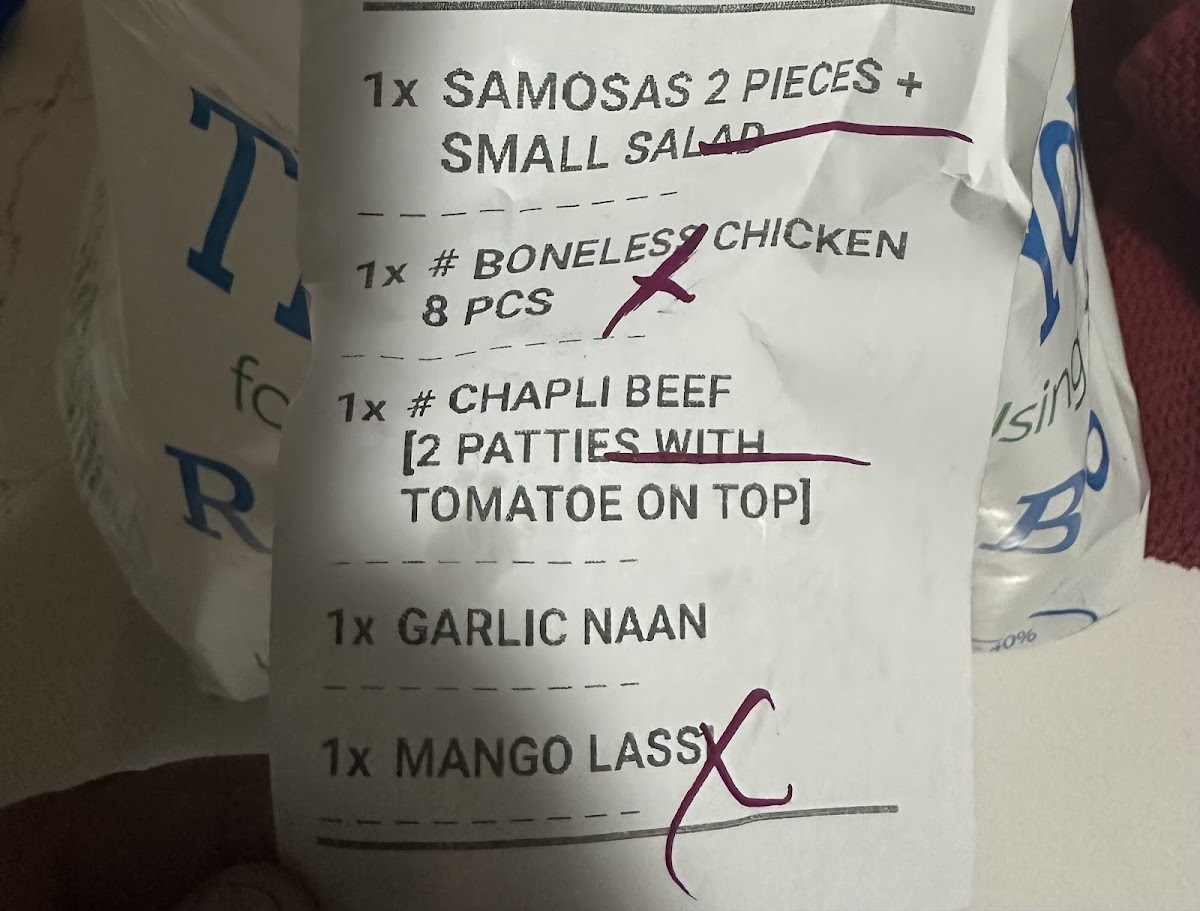 1x SAMOSAS 2 PIECES +
SMALL SALAD
1x # BONELESS CHICKEN
8 PCS
1x # CHAPLI BEEF
[2 PATTIES WITH
TOMATOE ON TOP]
1x GARLIC NAAN
1x MANGO LASSI